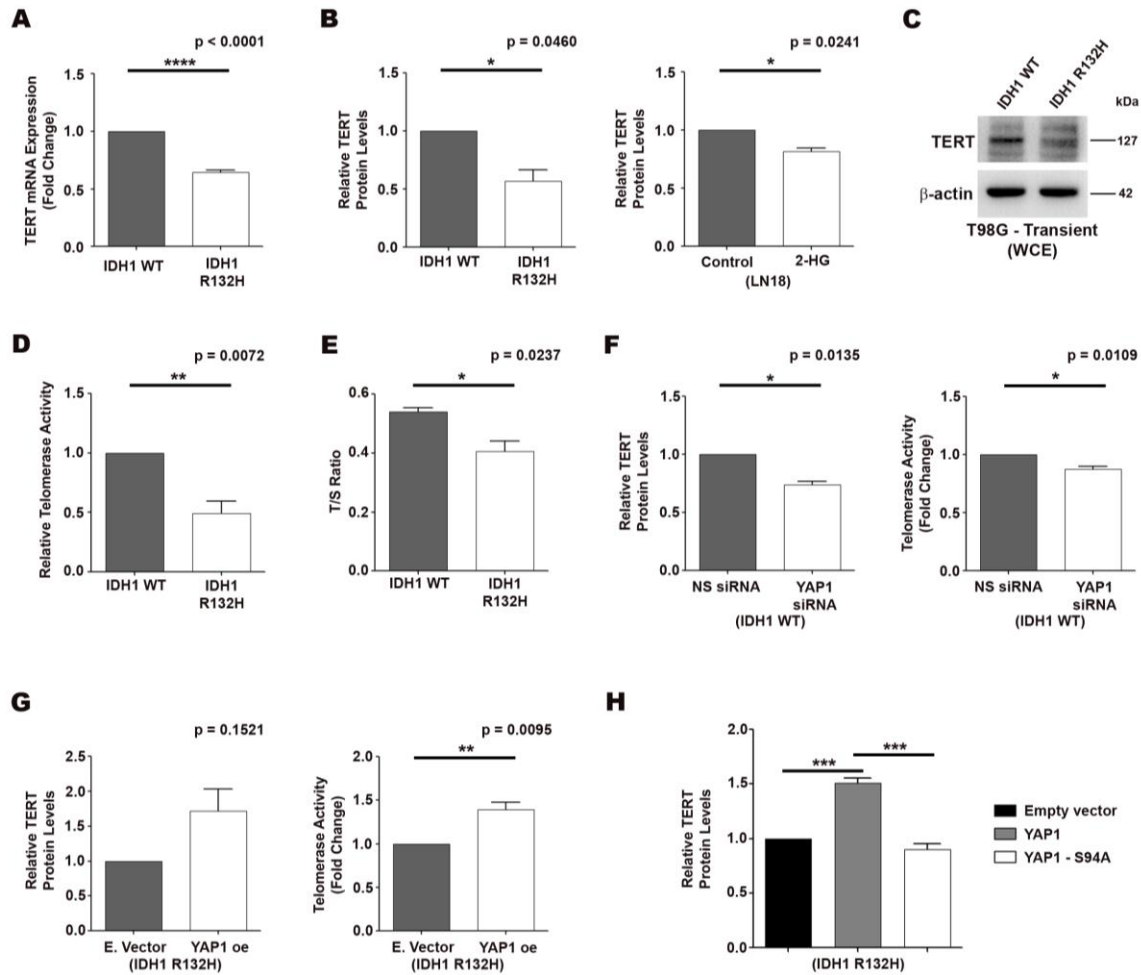 A
p < 0.0001
****
TERT mRNA Expression
(Fold Change)
1.5
1.0
0.5
0.0
IDH1 WT
IDH1
R132H
B
p = 0.0460
*
Relative TERT
Protein Levels
1.5
1.0
0.5
0.0
IDH1 WT
IDH1
R132H
p = 0.0241
*
Relative TERT
Protein Levels
1.5
1.0
0.5
0.0
Control
2-HG
(LN18)
C
IDH1 WT
IDH1 R132H
kDa
TERT
127
β-actin
42
T98G - Transient
(WCE)
D
p = 0.0072
**
Relative Telomerase Activity
1.5
1.0
0.5
0.0
IDH1 WT
IDH1
R132H
E
p = 0.0237
*
T/S Ratio
0.6
0.4
0.2
0.0
IDH1 WT
IDH1
R132H
F
p = 0.0135
*
Relative TERT
Protein Levels
1.5
1.0
0.5
0.0
NS siRNA
YAP1
siRNA
(IDH1 WT)
p = 0.0109
*
Telomerase Activity
(Fold Change)
1.5
1.0
0.5
0.0
NS siRNA
YAP1
siRNA
(IDH1 WT)
G
p = 0.1521
Relative TERT
Protein Levels
2.5
2.0
1.5
1.0
0.5
0.0
E. Vector
YAP1 oe
(IDH1 R132H)
p = 0.0095
**
Telomerase Activity
(Fold Change)
2.0
1.5
1.0
0.5
0.0
E. Vector
YAP1 oe
(IDH1 R132H)
H
***
***
Relative TERT
Protein Levels
2.0
1.5
1.0
0.5
0.0
(IDH1 R132H)
Empty vector
YAP1
YAP1 - S94A